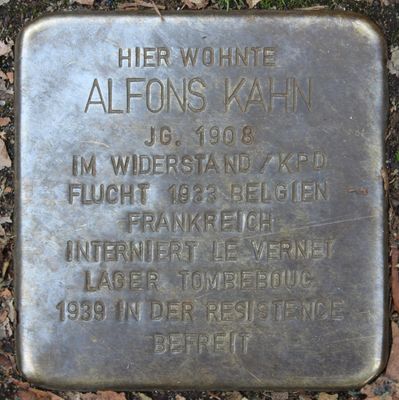 HIER WOHNTE
ALFONS KAHN
JG. 1908
IM WIDERSTAND / KPD
FLUCHT 1933 BELGIEN
FRANKREICH
INTERNIERT LE VERNET
LAGER TOMBEBOUC
1939 IN DER RESISTENCE
BEFREIT